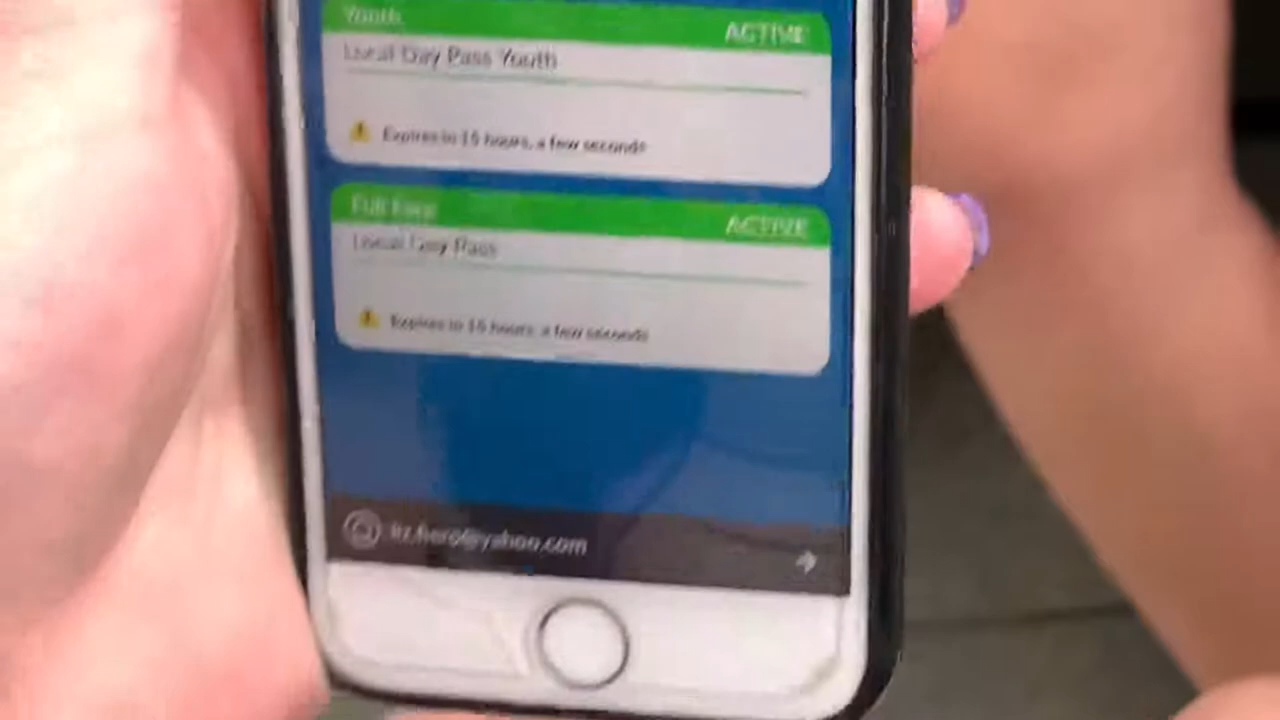 Youth
ACTIVE
Local Day Pass Youth
Expires in 15 hours, a few seconds
Full Fare
ACTIVE
Local Day Pass
Expires in 15 hours, a few seconds